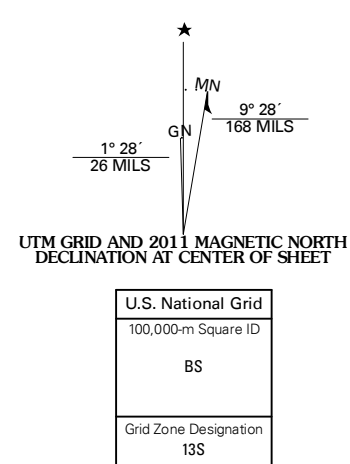 MN
GN
9° 28´
168 MILS
1° 28´
26 MILS
UTM GRID AND 2011 MAGNETIC NORTH
DECLINATION AT CENTER OF SHEET
U.S. National Grid
100,000-m Square ID
BS
Grid Zone Designation
13S